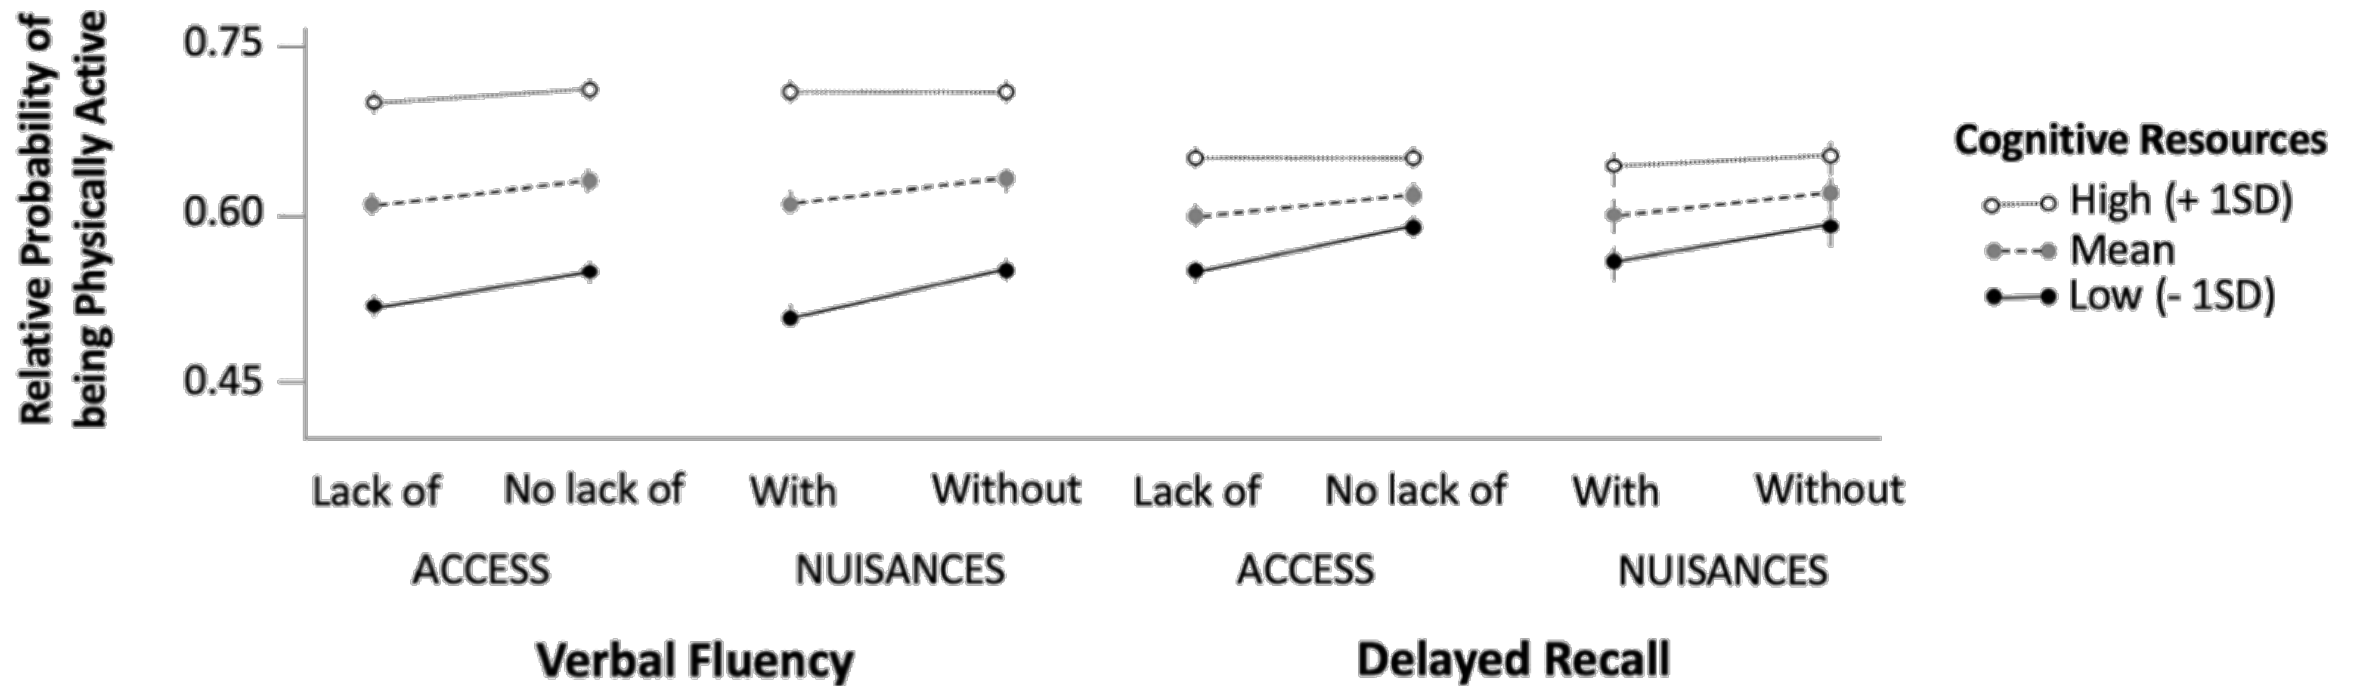 Relative Probability of
being Physically Active
0.75
0.60
0.45
Cognitive Resources
High (+ 1SD)
Mean
Low (- 1SD)
Lack of No lack of With Without Lack of No lack of With Without
ACCESS NUISANCES ACCESS NUISANCES
Verbal Fluency Delayed Recall